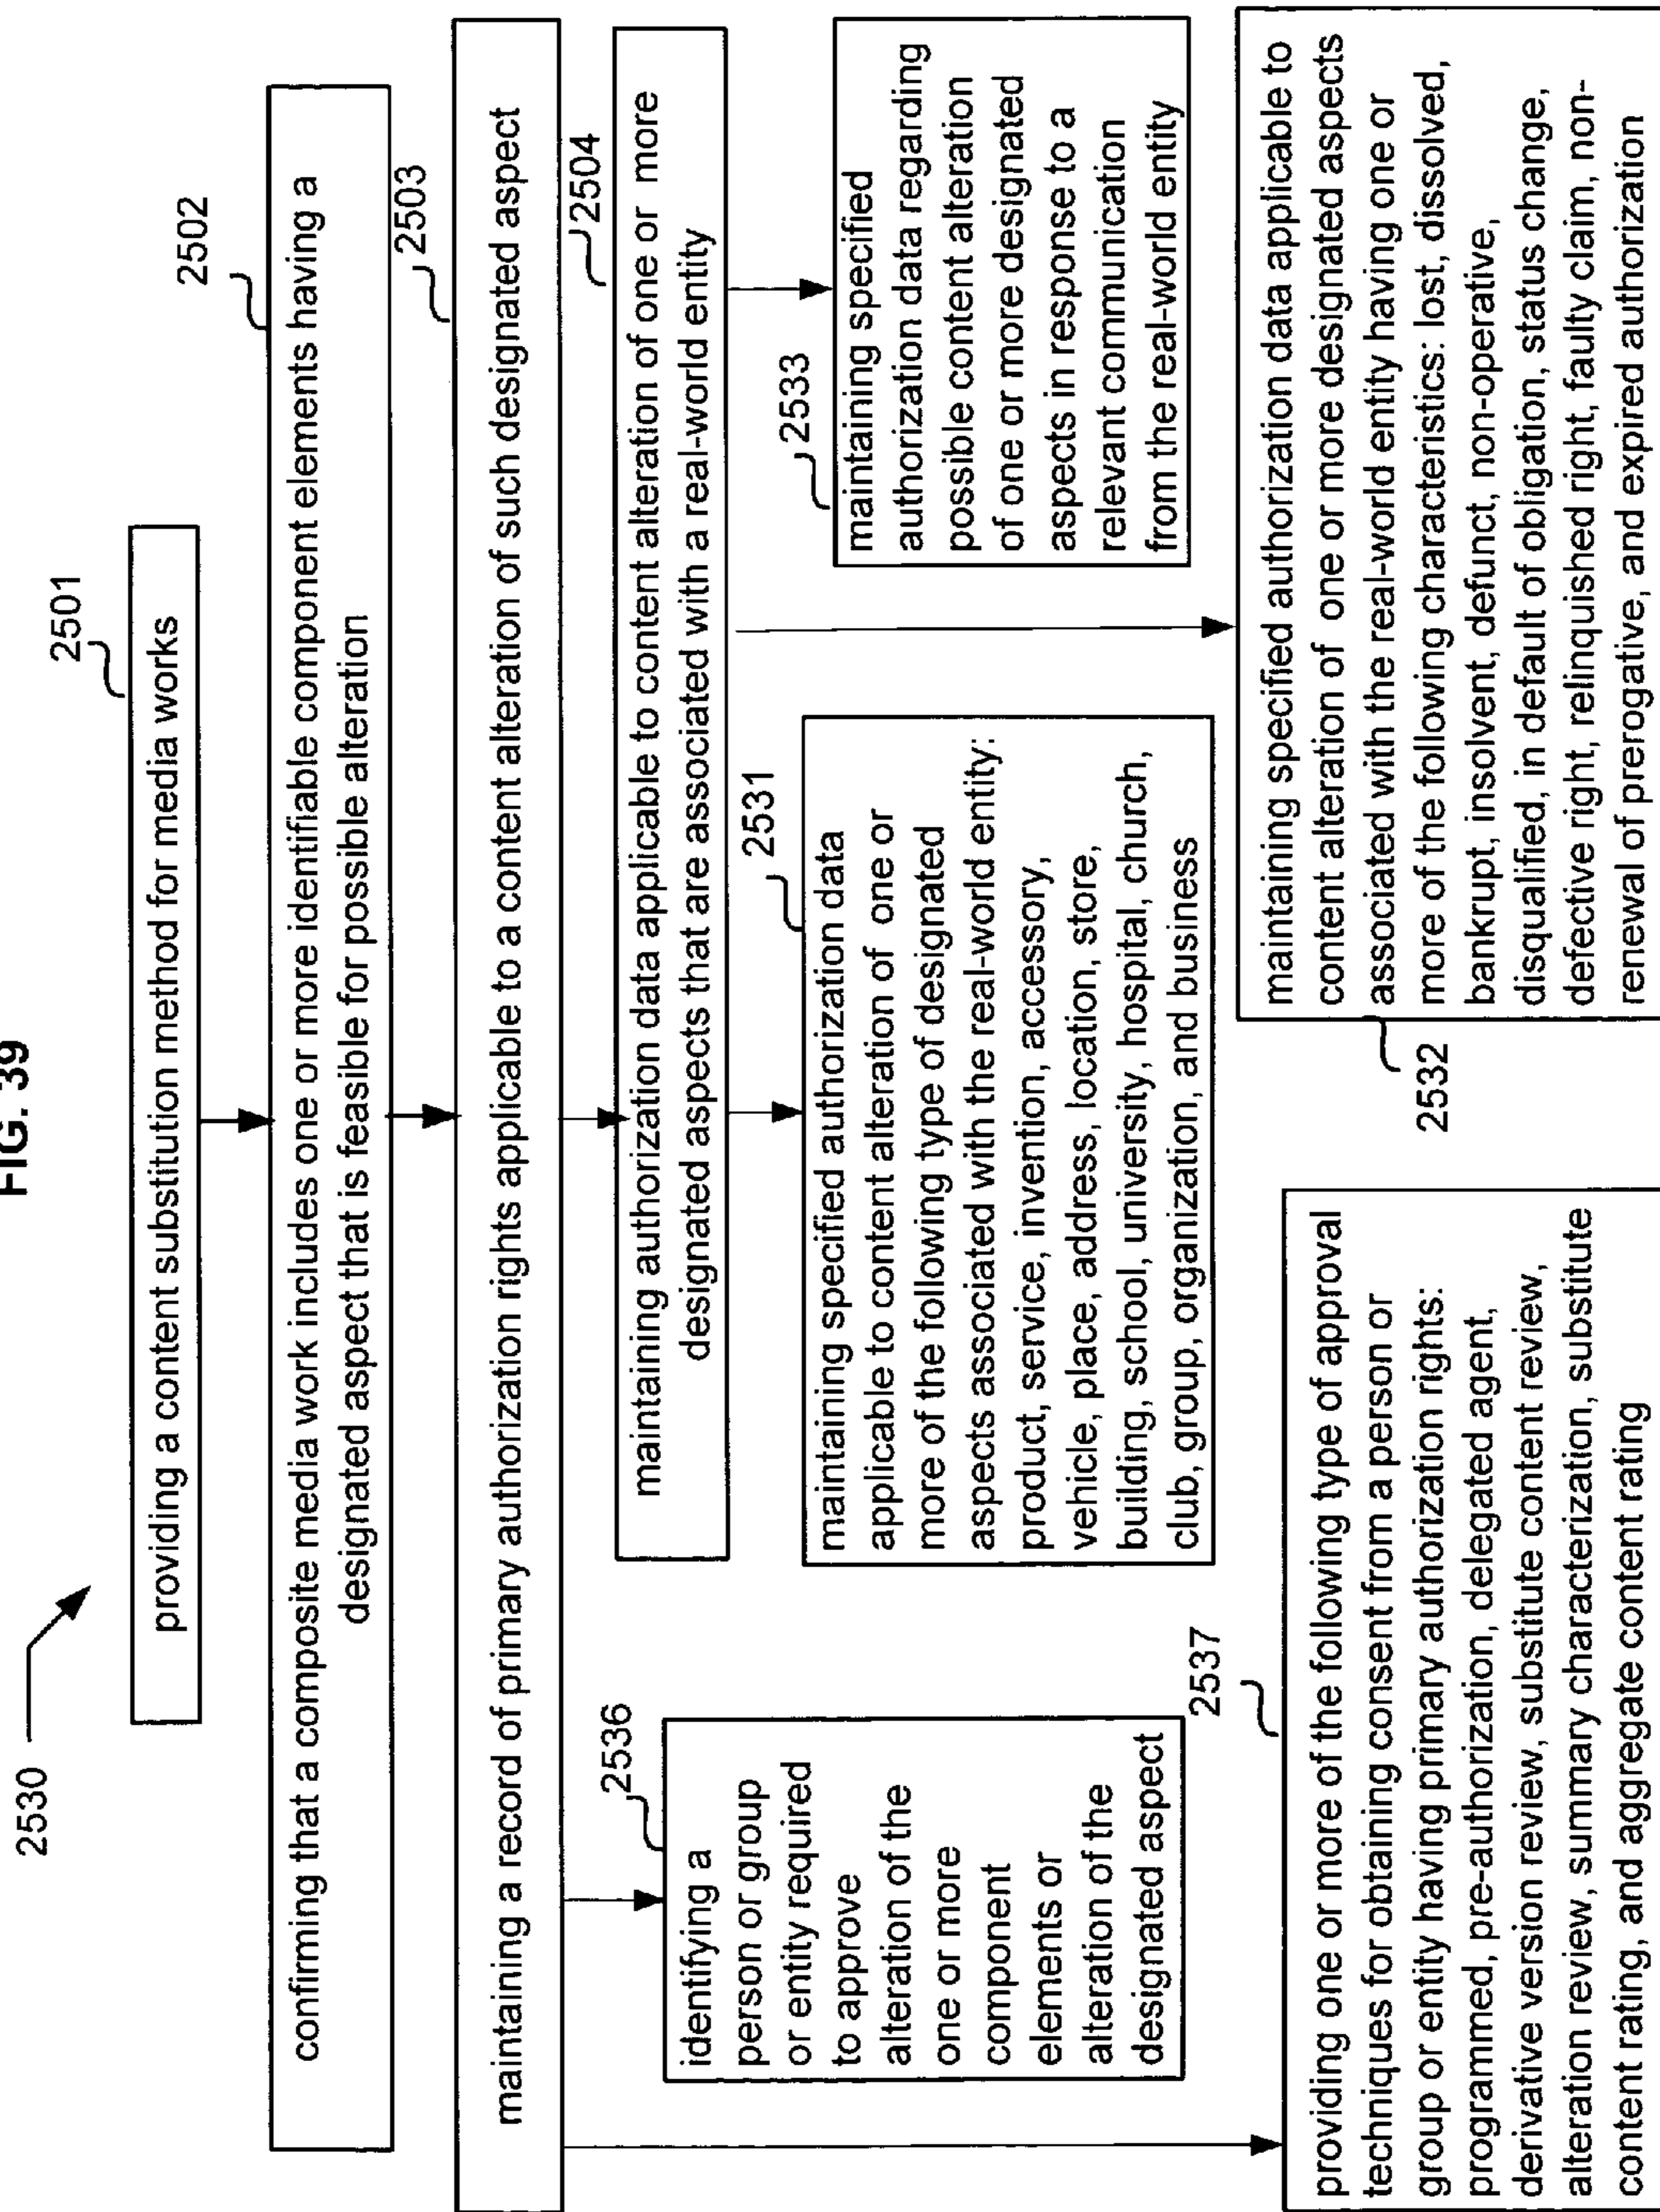 FIG. 39
2530
2501
providing a content substitution method for media works
2502
confirming that a composite media work includes one or more identifiable component elements having a
designated aspect that is feasible for possible alteration
2503
maintaining a record of primary authorization rights applicable to a content alteration of such designated aspect
2504
maintaining authorization data applicable to content alteration of one or more
designated aspects that are associated with a real-world entity
2536
identifying a
person or group
or entity required
to approve
alteration of the
one or more
component
elements or
alteration of the
designated aspect
2531
maintaining specified authorization data
applicable to content alteration of one or
more of the following type of designated
aspects associated with the real-world entity:
product, service, invention, accessory,
vehicle, place, address, location, store,
building, school, university, hospital, church,
club, group, organization, and business
2533
maintaining specified
authorization data regarding
possible content alteration
of one or more designated
aspects in response to a
relevant communication
from the real-world entity
2537
providing one or more of the following type of approval
techniques for obtaining consent from a person or
group or entity having primary authorization rights:
programmed, pre-authorization, delegated agent,
derivative version review, substitute content review,
alteration review, summary characterization, substitute
content rating, and aggregate content rating
2532
maintaining specified authorization data applicable to
content alteration of one or more designated aspects
associated with the real-world entity having one or
more of the following characteristics: lost, dissolved,
bankrupt, insolvent, defunct, non-operative,
disqualified, in default of obligation, status change,
defective right, relinquished right, faulty claim, non-
renewal of prerogative, and expired authorization